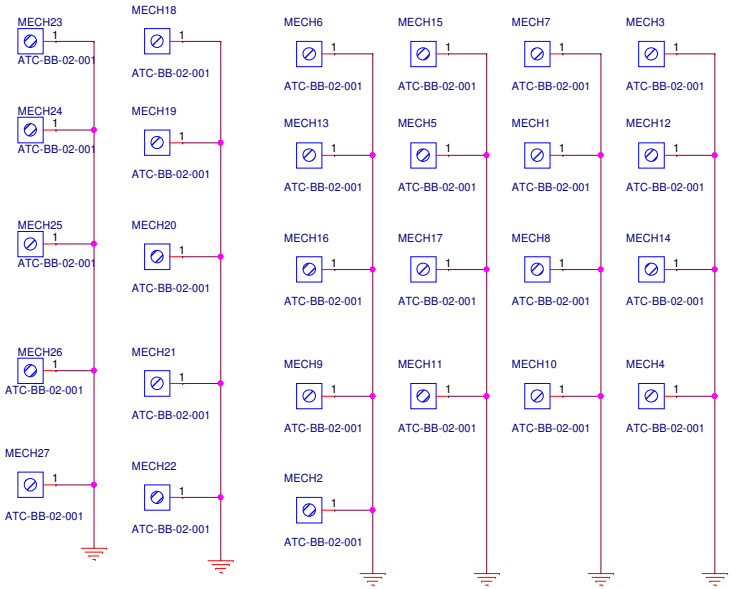 MECH23
1
ATC-BB-02-001
MECH24
1
ATC-BB-02-001
MECH25
1
ATC-BB-02-001
MECH26
1
ATC-BB-02-001
MECH27
1
ATC-BB-02-001
MECH18
1
ATC-BB-02-001
MECH19
1
ATC-BB-02-001
MECH20
1
ATC-BB-02-001
MECH21
1
ATC-BB-02-001
MECH22
1
ATC-BB-02-001
MECH6
1
ATC-BB-02-001
MECH13
1
ATC-BB-02-001
MECH16
1
ATC-BB-02-001
MECH9
1
ATC-BB-02-001
MECH2
1
ATC-BB-02-001
MECH15
1
ATC-BB-02-001
MECH5
1
ATC-BB-02-001
MECH17
1
ATC-BB-02-001
MECH11
1
ATC-BB-02-001
MECH7
1
ATC-BB-02-001
MECH1
1
ATC-BB-02-001
MECH8
1
ATC-BB-02-001
MECH10
1
ATC-BB-02-001
MECH3
1
ATC-BB-02-001
MECH12
1
ATC-BB-02-001
MECH14
1
ATC-BB-02-001
MECH4
1
ATC-BB-02-001